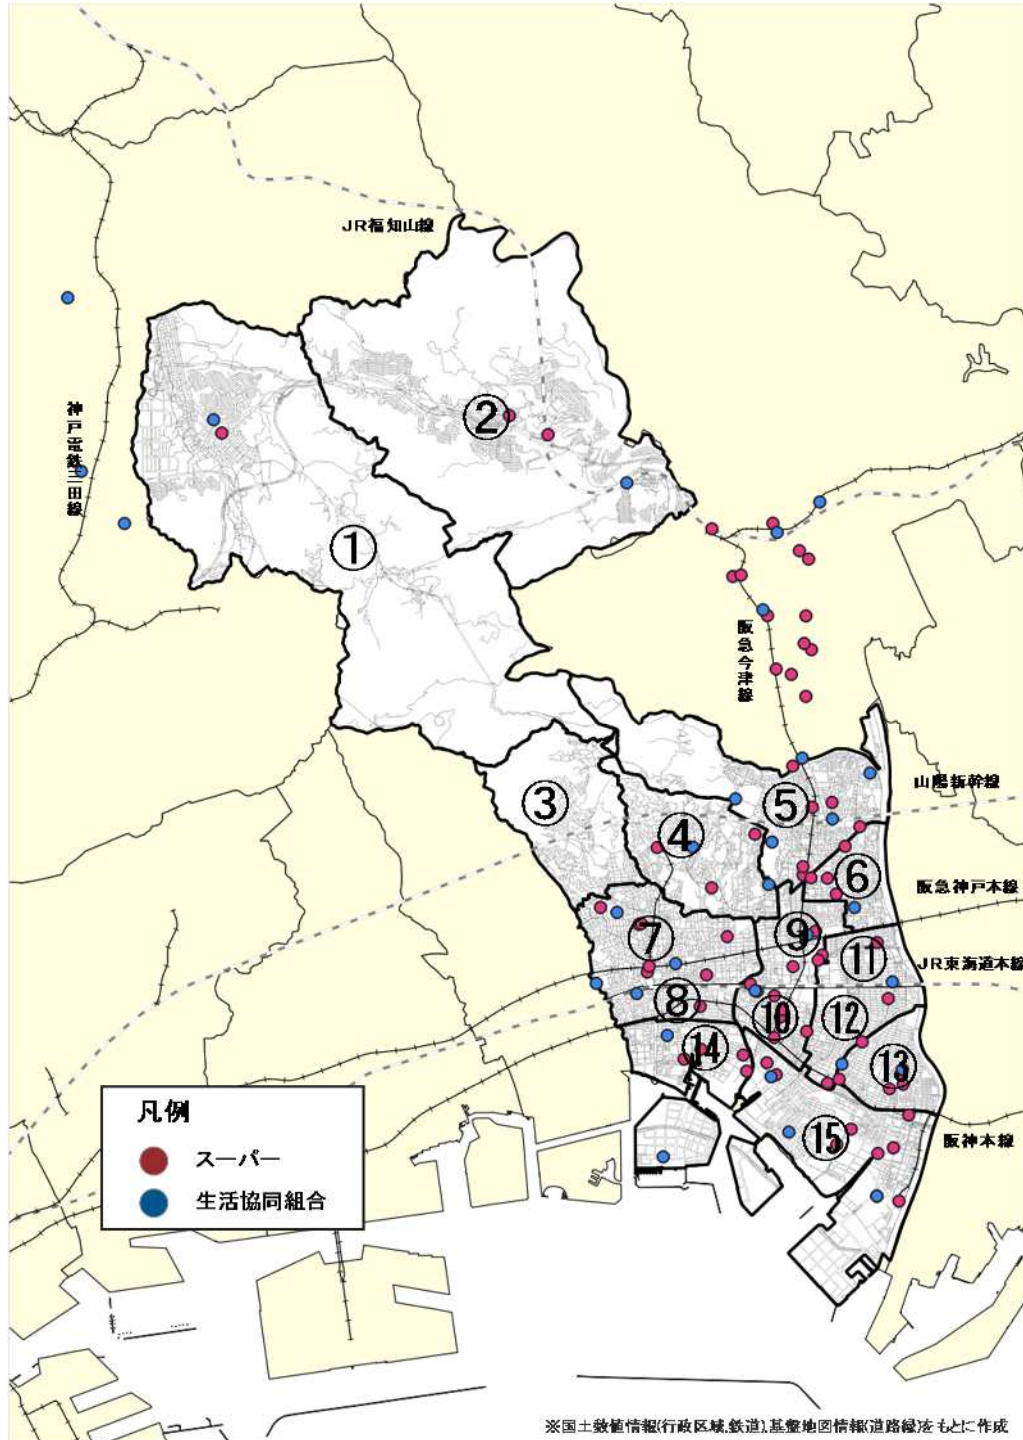 JR福知山線
神戸電鉄三田線
②
①
阪急今津線
③
⑤
山陽新幹線
④
⑥
阪急神戸本線
⑦
⑨
⑪
JR東海道本線
⑧
⑩
⑫
⑭
⑬
凡例
スーパー
生活協同組合
⑮
阪神本線
※国土数値情報(行政区域,鉄道),基盤地図情報(道路縁)をもとに作成